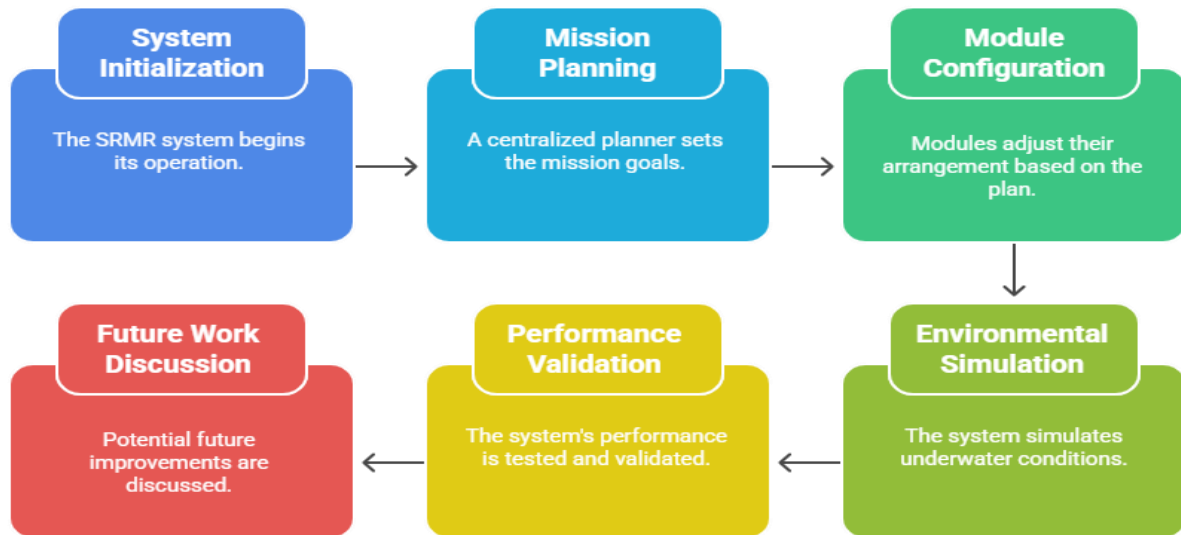 System
Initialization
The SRMR system begins
its operation.
Mission
Planning
A centralized planner sets
the mission goals.
Module
Configuration
Modules adjust their
arrangement based on the
plan.
Environmental
Simulation
The system simulates
underwater conditions.
Performance
Validation
The system's performance
is tested and validated.
Future Work
Discussion
Potential future
improvements are
discussed.